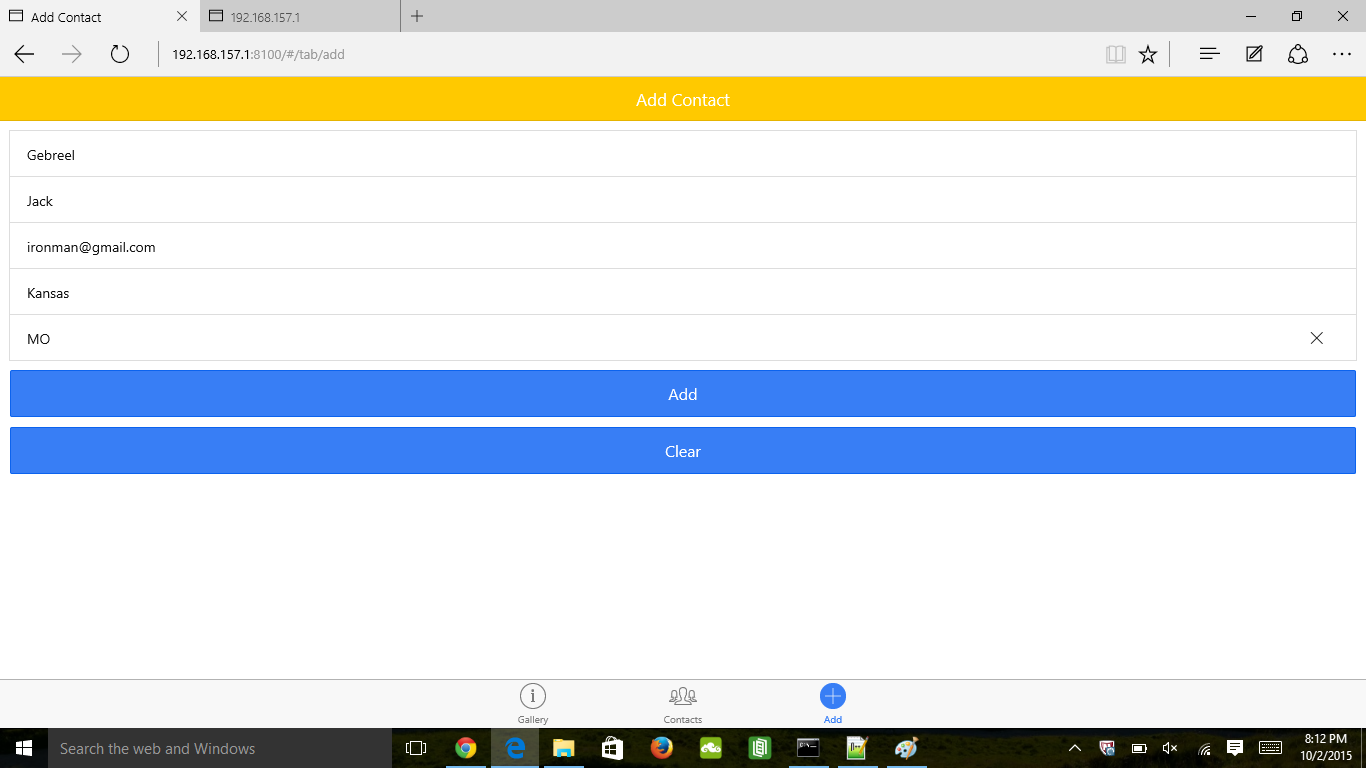 Add Contact
192.168.157.1
192.168.157.1:8100/#/tab/add
Add Contact
Gebreel
Jack
ironman@gmail.com
Kansas
MO
Add
Clear
Gallery
Contacts
Add
Search the web and Windows
8:12 PM
10/2/2015